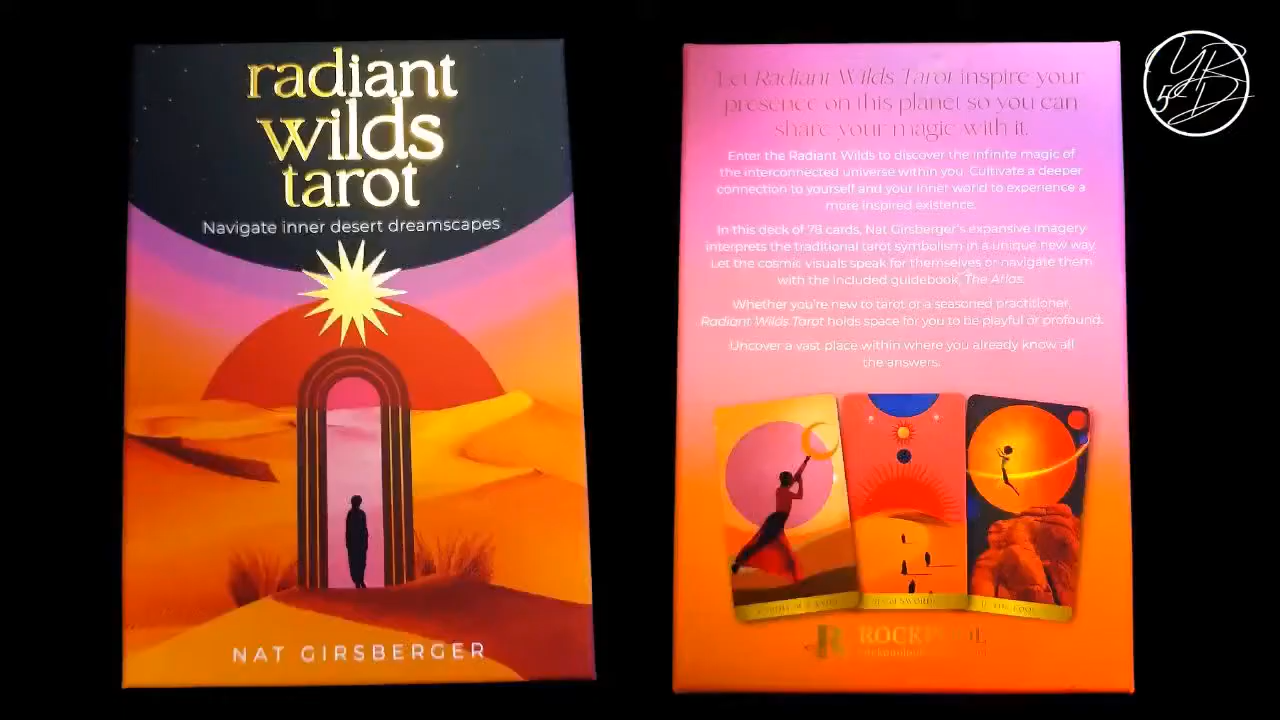 radiant
wilds
tarot
Navigate inner desert dreamscapes
NAT GIRSBERGER
Let Radiant Wilds Tarot inspire your
presence on this planet so you can
share your magic with it.
Enter the Radiant Wilds to discover the infinite magic of
the interconnected universe within you. Cultivate a deeper
connection to yourself and your inner world to experience a
more inspired existence.
In this deck of 78 cards, Nat Girsberger's expansive imagery
interprets the traditional tarot symbolism in a unique new way.
Let the cosmic visuals speak for themselves or navigate them
with the included guidebook, The Atlas.
Whether you're new to tarot or a seasoned practitioner,
Radiant Wilds Tarot holds space for you to be playful or profound.
Uncover a vast place within where you already know all
the answers.
R ROCKPOOL